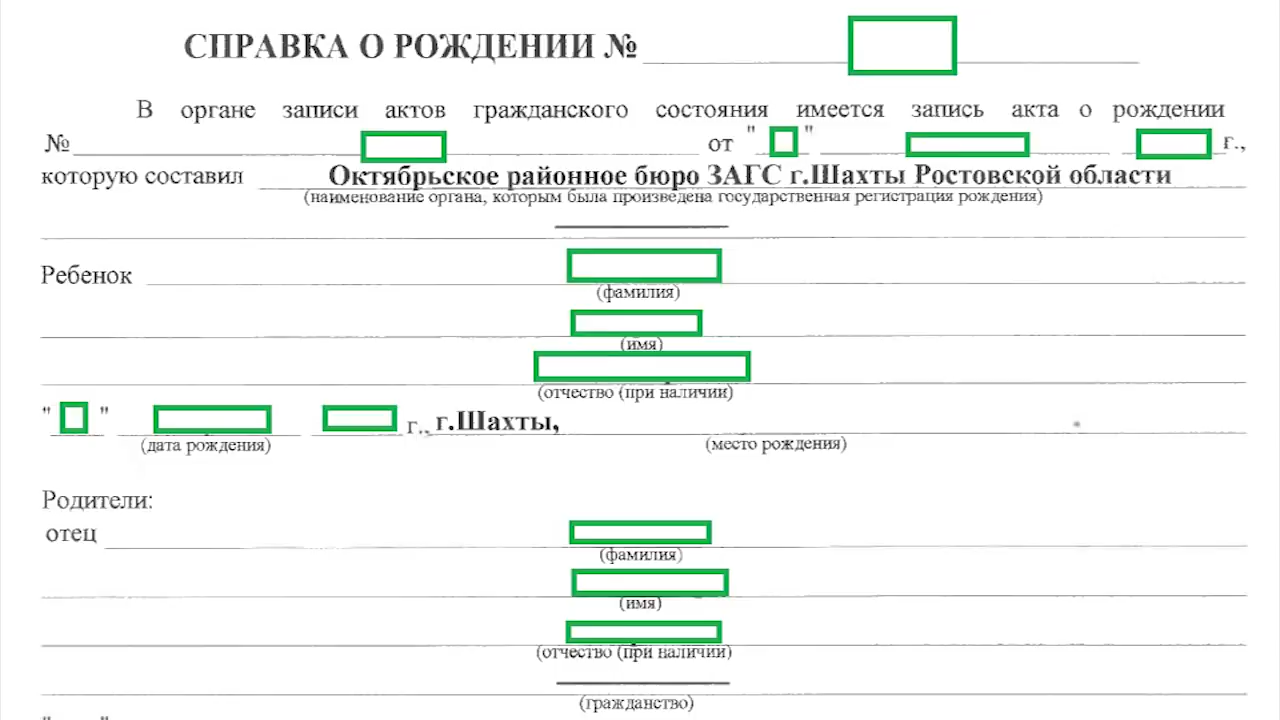 СПРАВКА О РОЖДЕНИИ №
В органе записи актов гражданского состояния имеется запись акта о рождении
№ от " " г.,
которую составил Октябрьское районное бюро ЗАГС г.Шахты Ростовской области
(наименование органа, которым была произведена государственная регистрация рождения)
Ребенок
(фамилия)
(имя)
(отчество (при наличии)
" " г., г.Шахты,
(дата рождения) (место рождения)
Родители:
отец
(фамилия)
(имя)
(отчество (при наличии)
(гражданство)